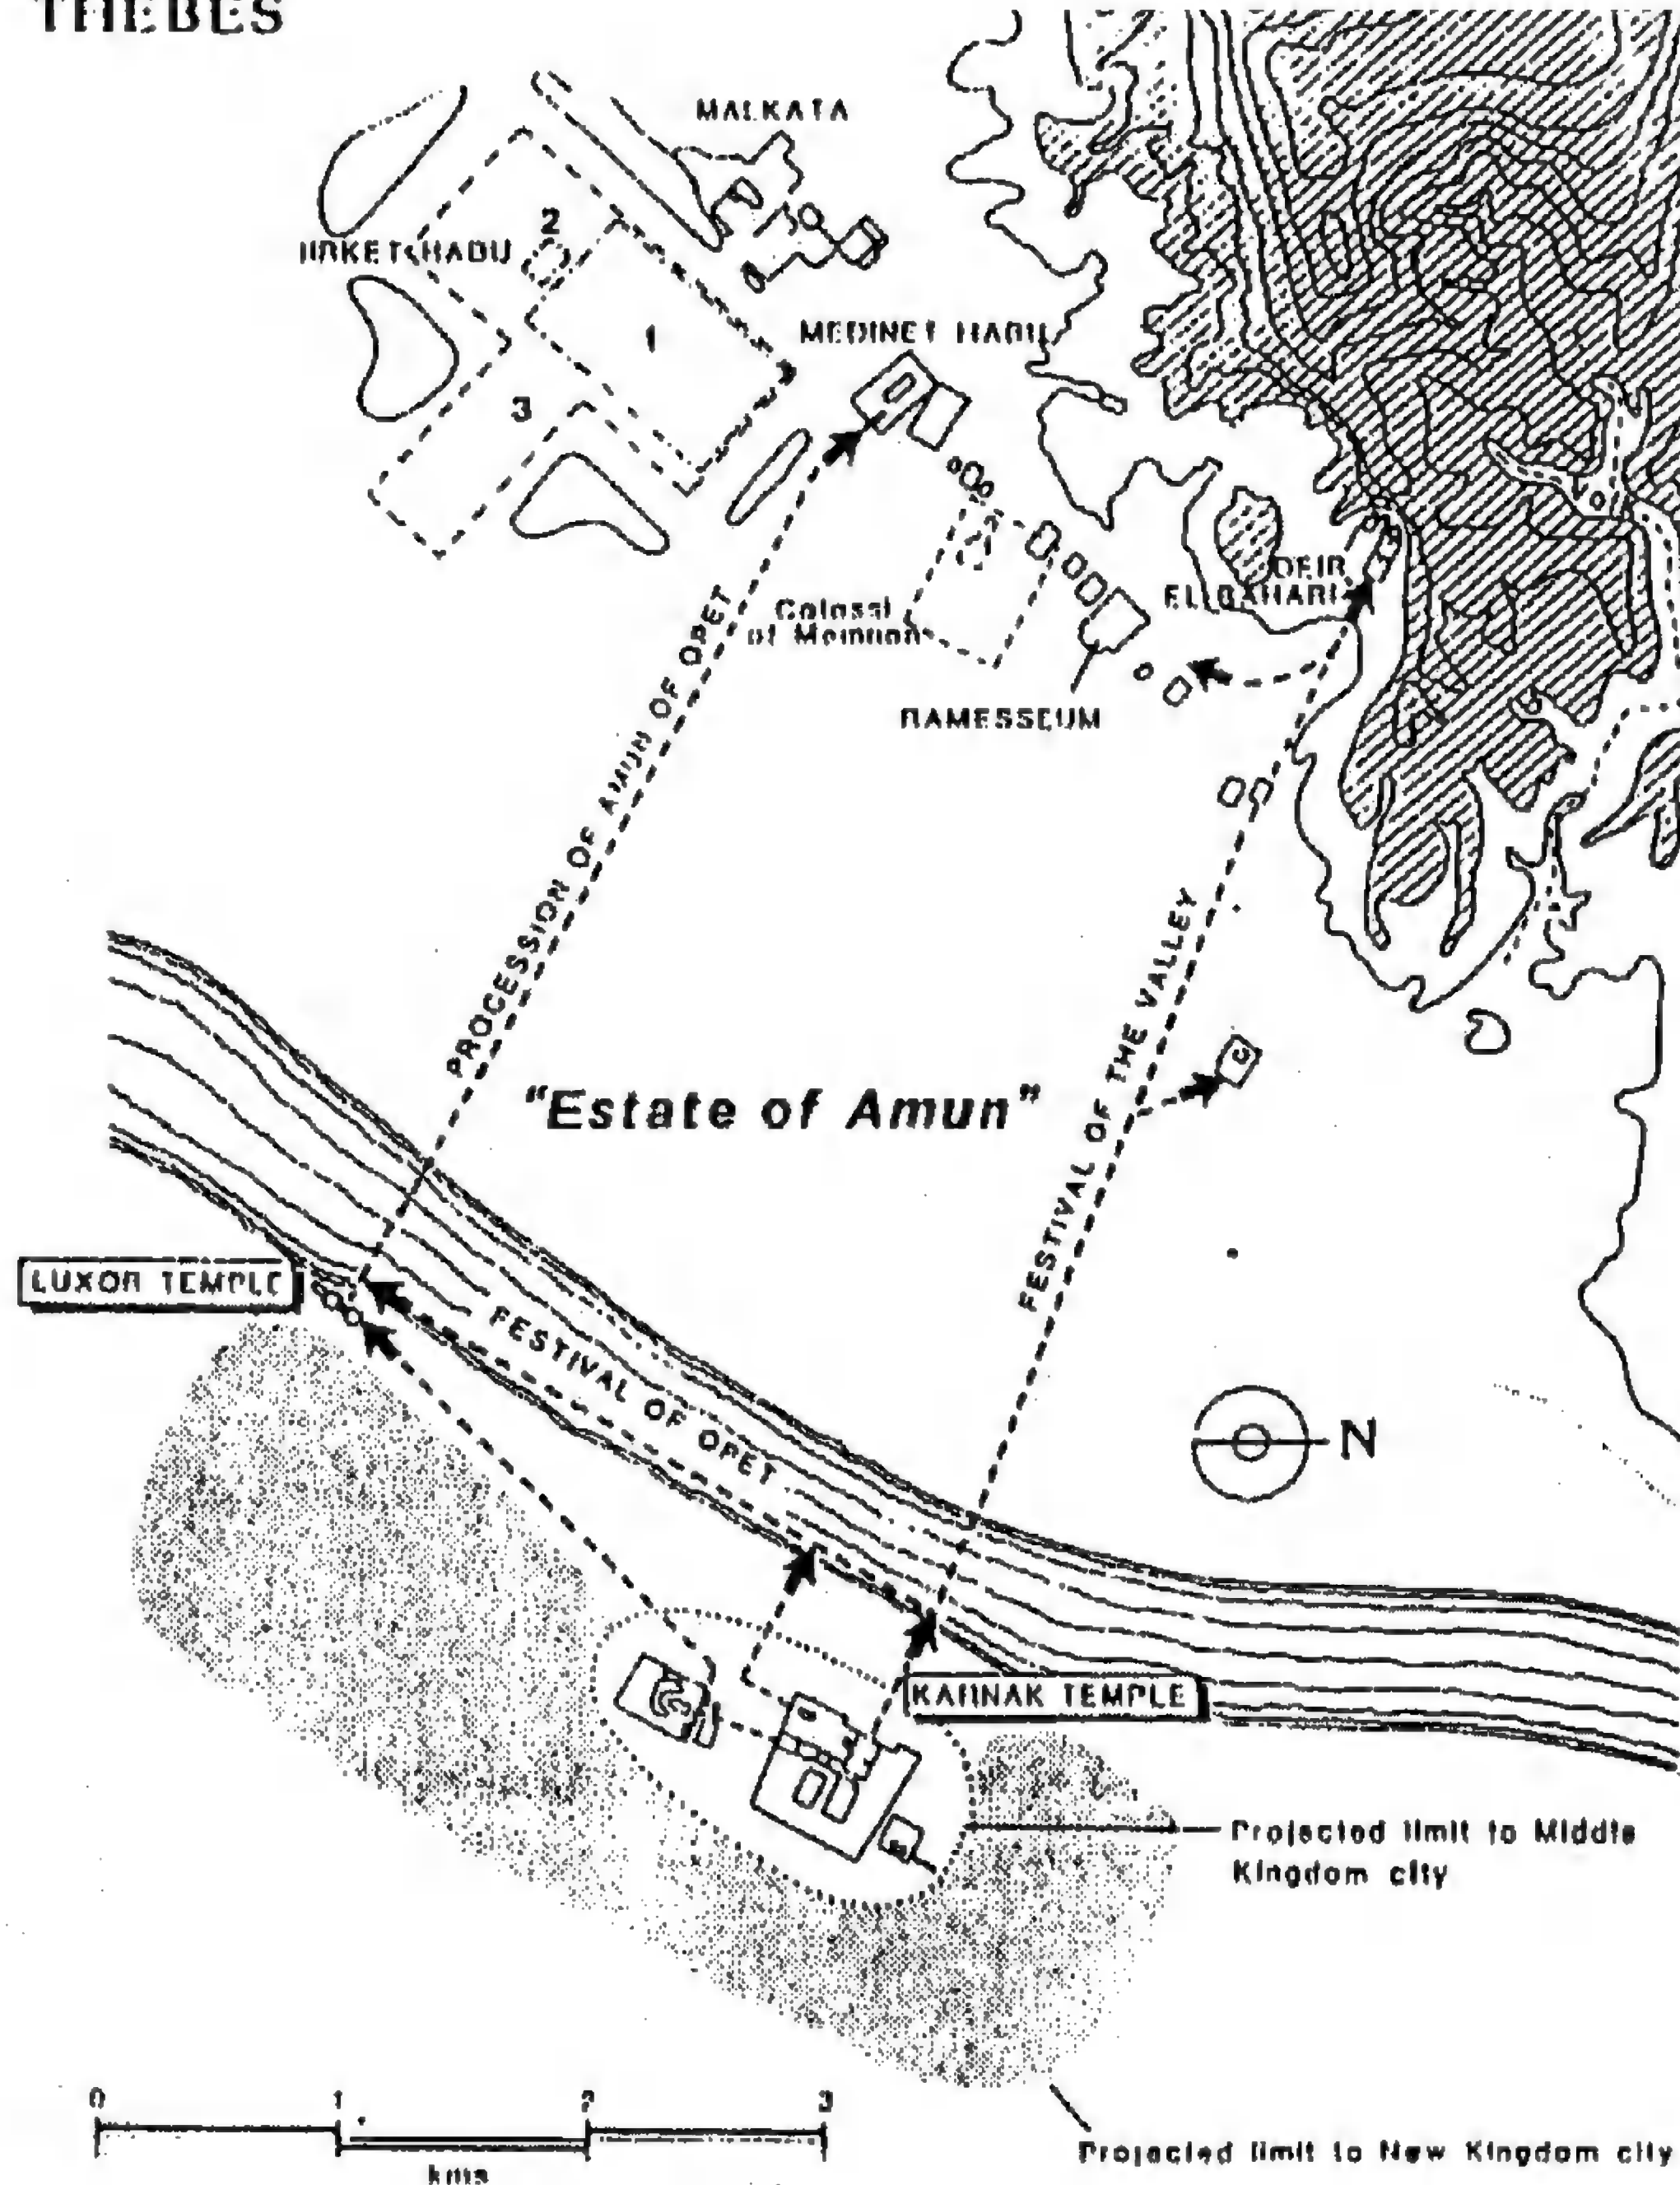 THEBES
MALKATA
2
BIRKET HABU
1
MEDINET HABU
3
DEIR
EL BAHARI
Colossi
of Memnon
RAMESSEUM
PROCESSION OF AMUN OF OPET
FESTIVAL OF THE VALLEY
"Estate of Amun"
LUXOR TEMPLE
FESTIVAL OF OPET
N
KARNAK TEMPLE
Projected limit to Middle
Kingdom city
0 1 2 3
kms
Projected limit to New Kingdom city